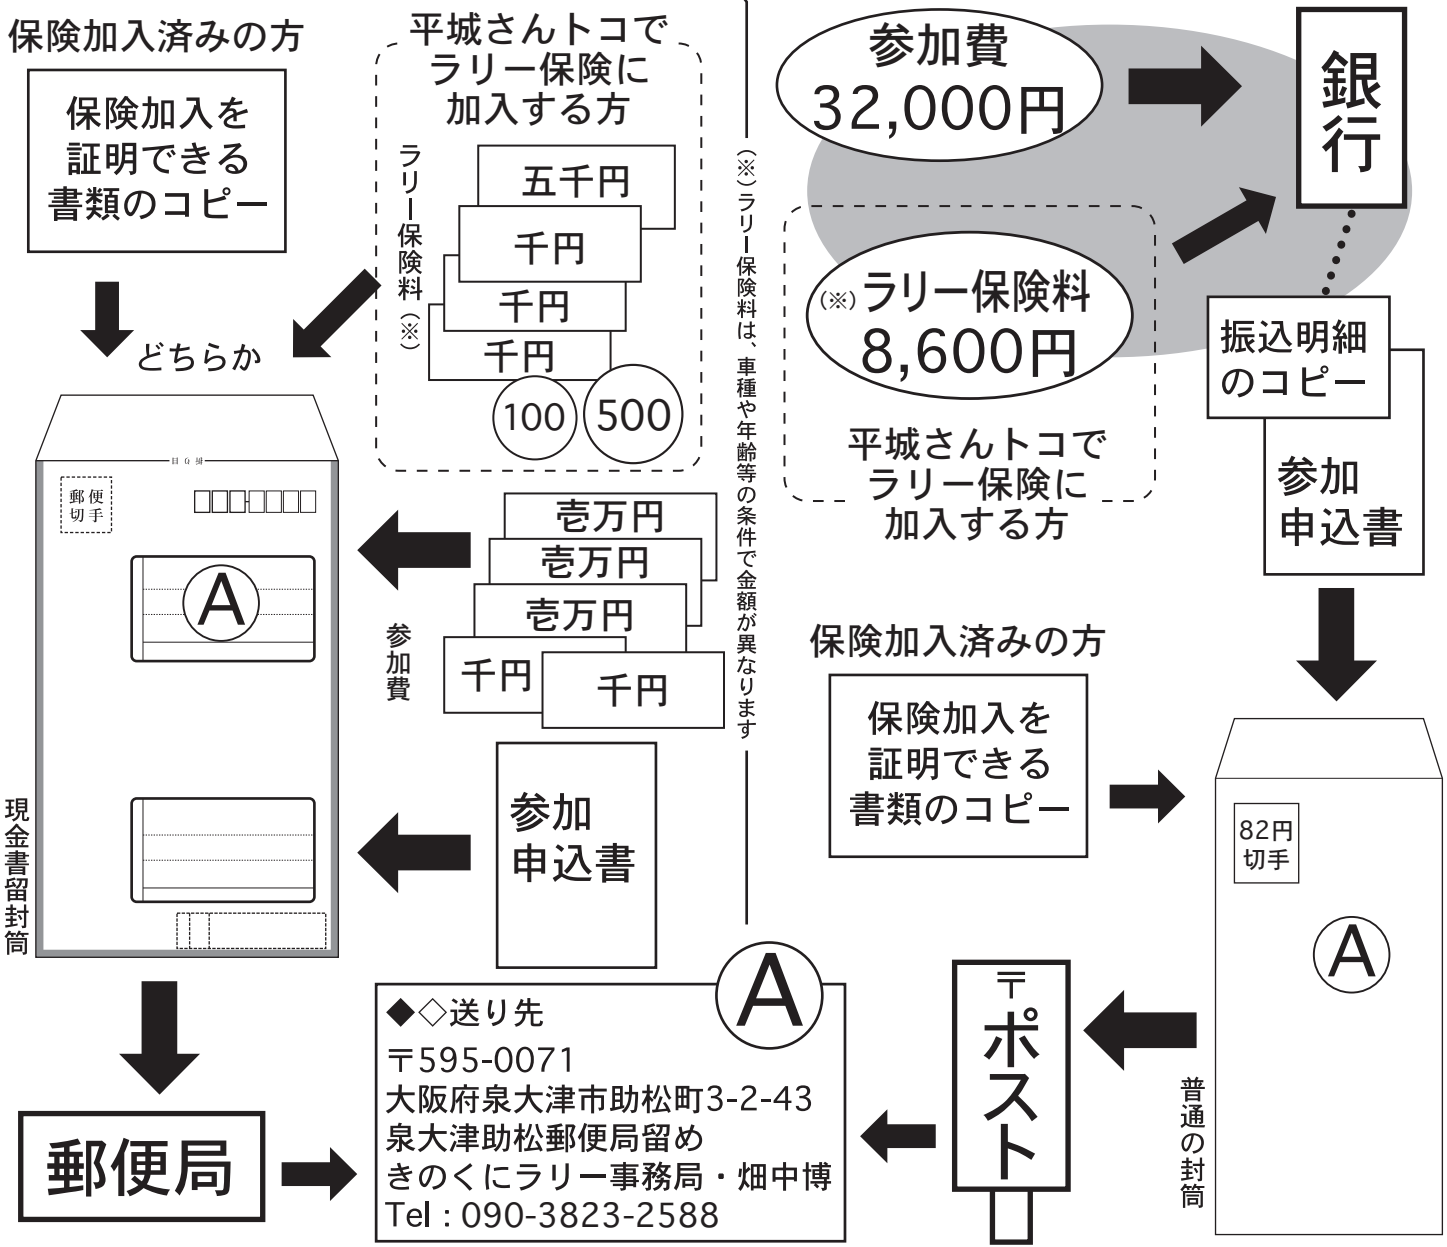 保険加入済みの方
保険加入を
証明できる
書類のコピー
平城さんトコで
ラリー保険に
加入する方
ラリー保険料(※)
五千円
千円
千円
千円
100
500
どちらか
郵便
切手
A
現金書留封筒
壱万円
壱万円
壱万円
千円
千円
参加費
参加
申込書
郵便局
(※)ラリー保険料は、車種や年齢等の条件で金額が異なります
参加費
32,000円
銀行
(※)ラリー保険料
8,600円
平城さんトコで
ラリー保険に
加入する方
振込明細
のコピー
参加
申込書
保険加入済みの方
保険加入を
証明できる
書類のコピー
82円
切手
A
普通の封筒
〒
ポスト
A
◆◇送り先
〒595-0071
大阪府泉大津市助松町3-2-43
泉大津助松郵便局留め
きのくにラリー事務局・畑中博
Tel：090-3823-2588